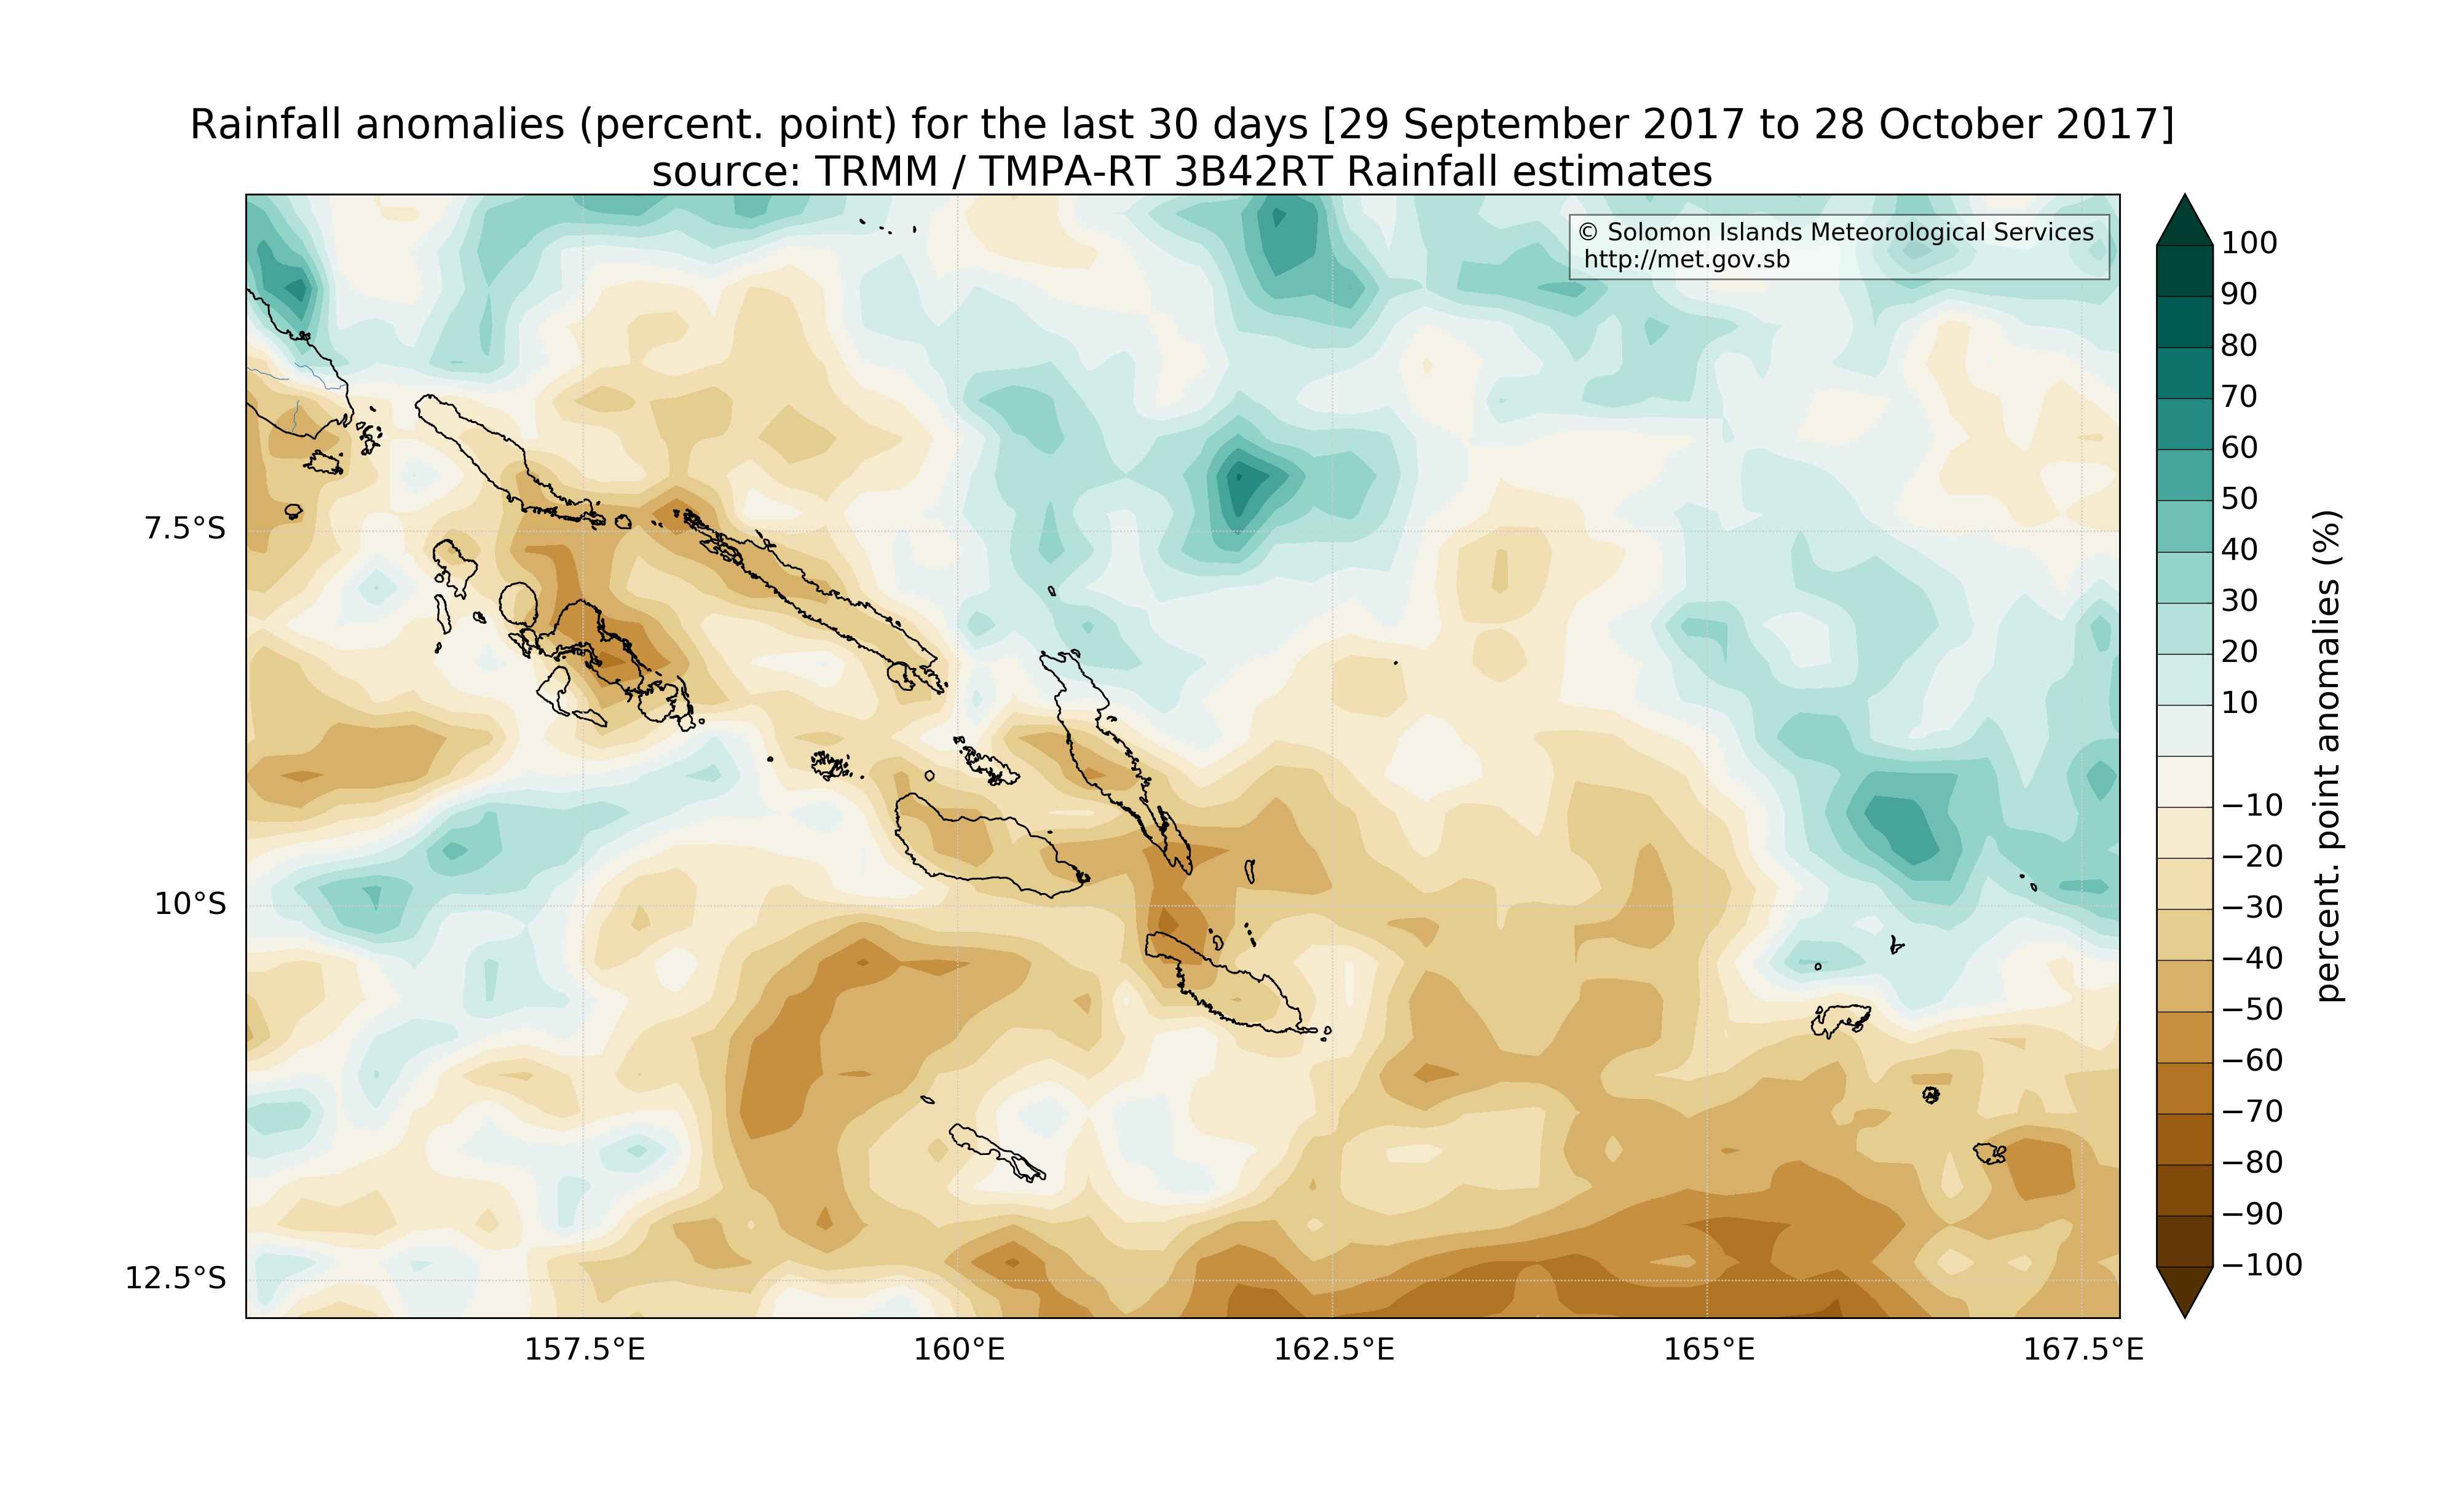 Rainfall anomalies (percent. point) for the last 30 days [29 September 2017 to 28 October 2017]
source: TRMM / TMPA-RT 3B42RT Rainfall estimates
© Solomon Islands Meteorological Services
http://met.gov.sb
7.5°S
10°S
12.5°S
157.5°E
160°E
162.5°E
165°E
167.5°E
100
90
80
70
60
50
40
30
20
10
−10
−20
−30
−40
−50
−60
−70
−80
−90
−100
percent. point anomalies (%)